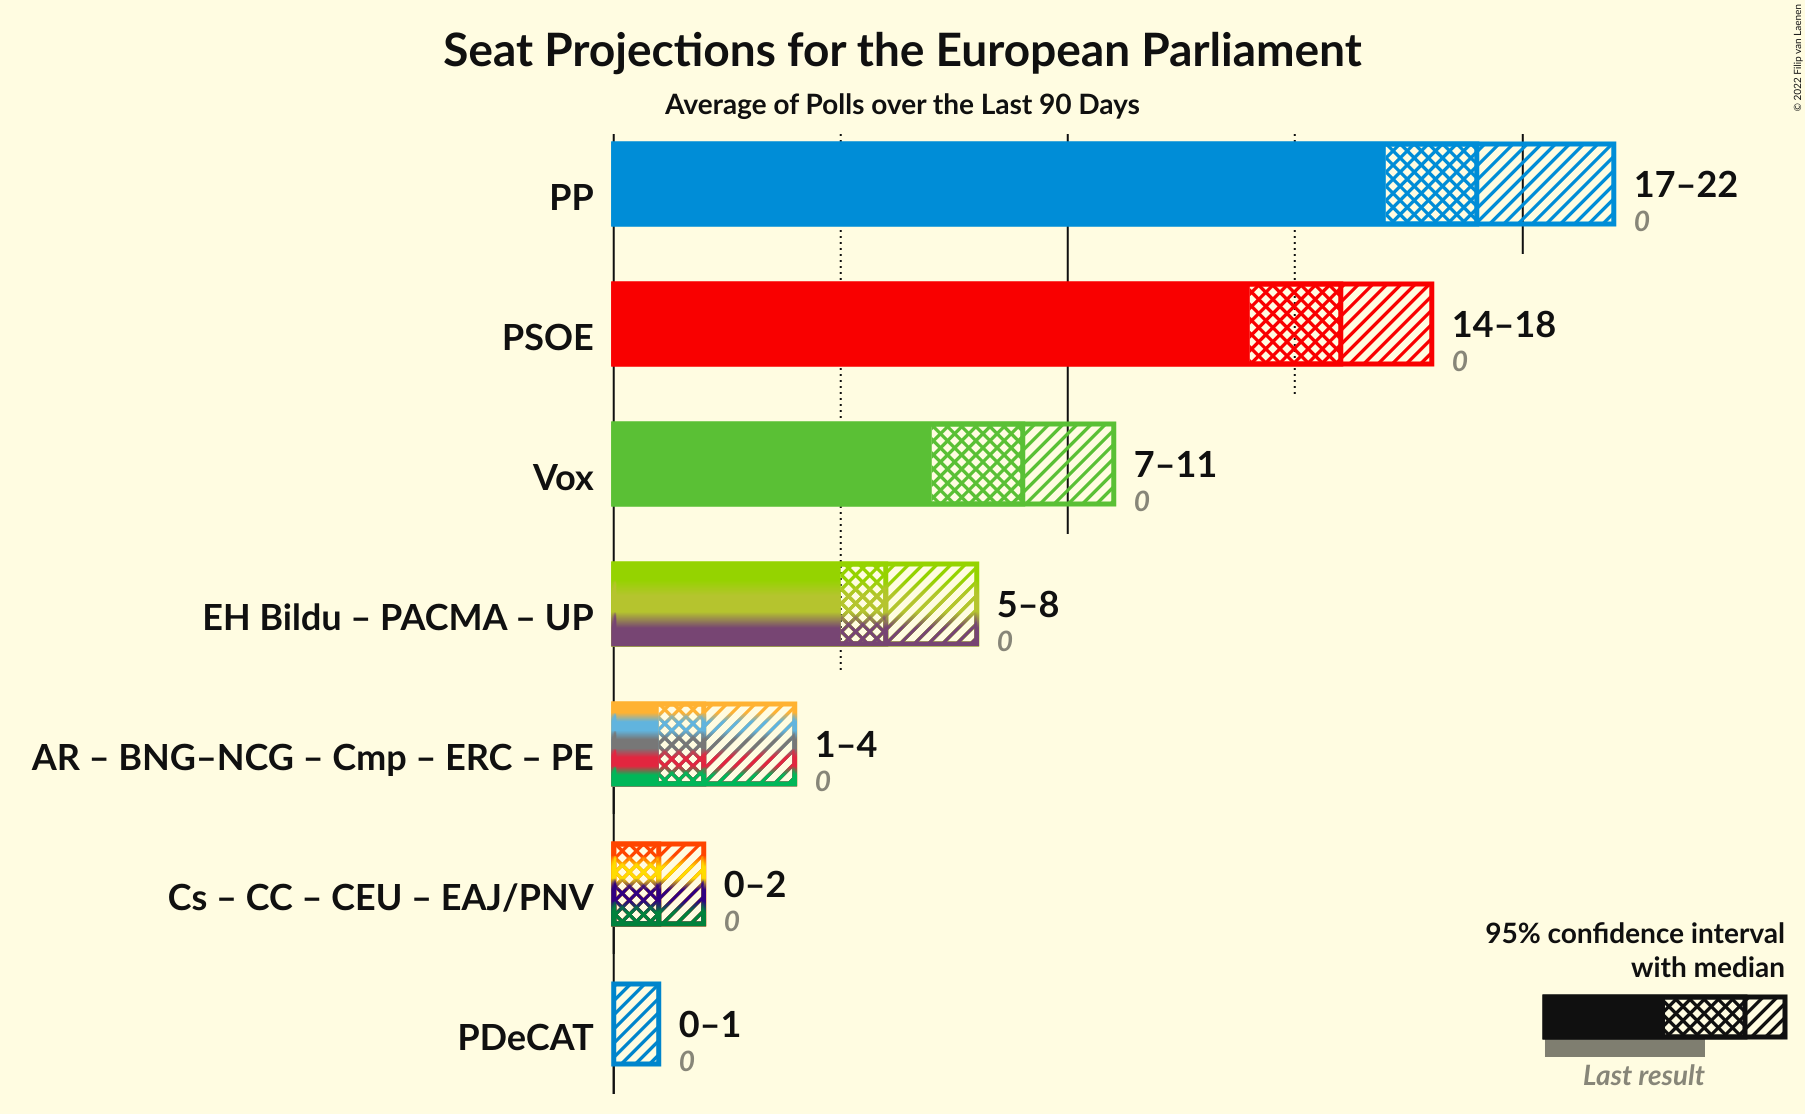 Seat Projections for the European Parliament
Average of Polls over the Last 90 Days
© 2022 Filip van Laenen
PP
17–22
0
PSOE
14–18
0
Vox
7–11
0
EH Bildu – PACMA – UP
5–8
0
AR – BNG–NCG – Cmp – ERC – PE
1–4
0
Cs – CC – CEU – EAJ/PNV
0–2
0
PDeCAT
0–1
0
95% confidence interval
with median
Last result